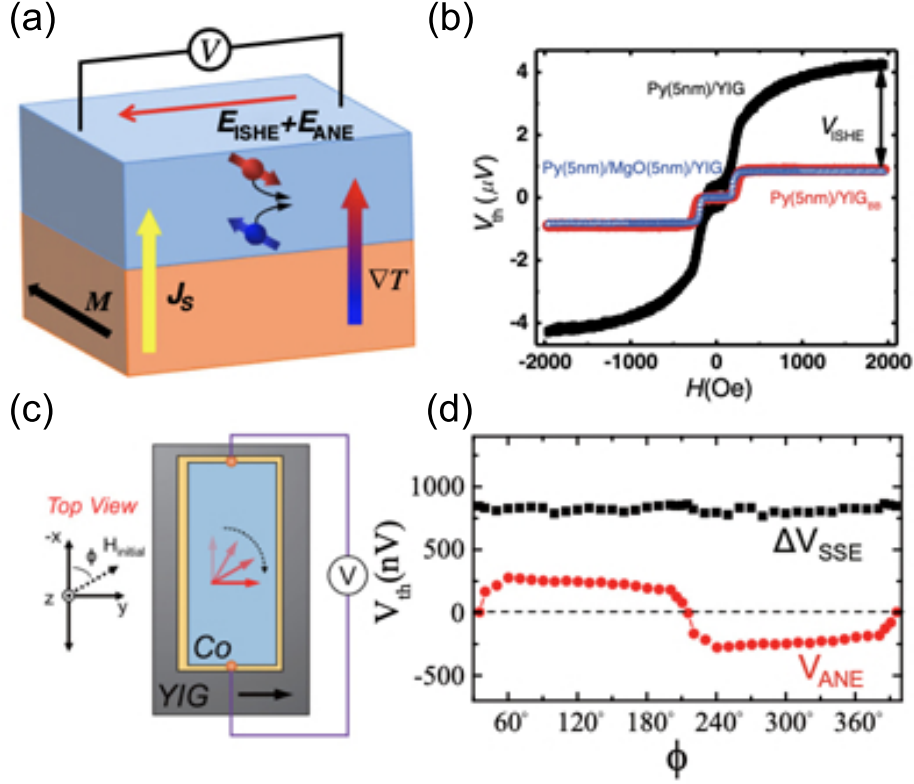 (a)
V
E_ISHE+E_ANE
M
J_S
∇T
(b)
V_th (μV)
4
2
0
-2
-4
Py(5nm)/YIG
V_ISHE
Py(5nm)/MgO(5nm)/YIG
Py(5nm)/YIG_BB
-2000 -1000 0 1000 2000
H(Oe)
(c)
Top View
-x
ϕ
H_initial
z
y
Co
YIG
V
(d)
V_th(nV)
1000
500
0
-500
ΔV_SSE
V_ANE
60° 120° 180° 240° 300° 360°
ϕ